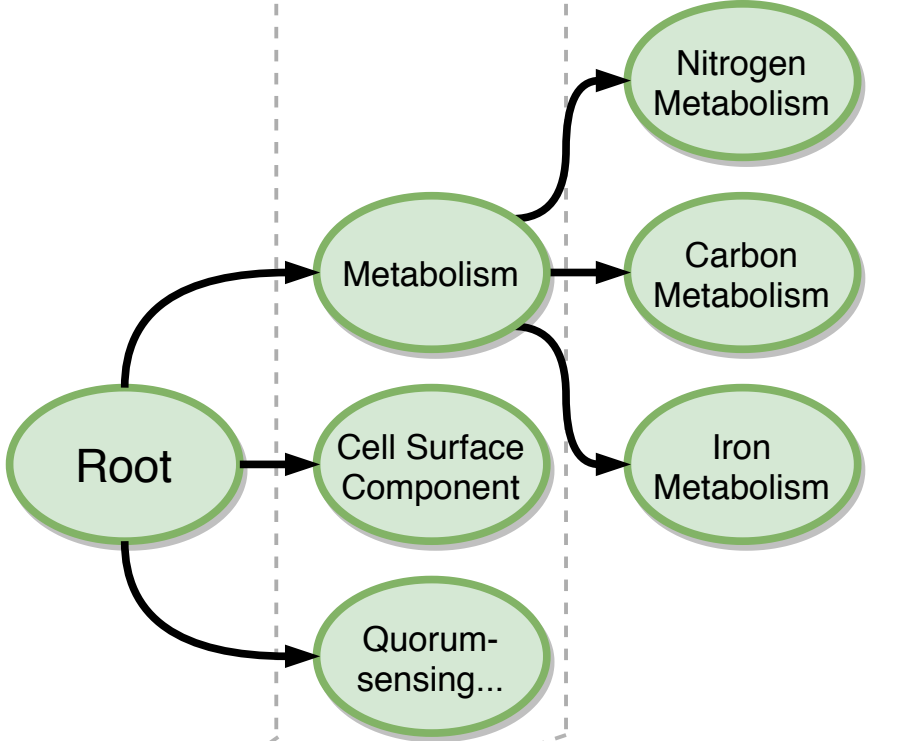 Nitrogen
Metabolism
Metabolism
Carbon
Metabolism
Root
Cell Surface
Component
Iron
Metabolism
Quorum-
sensing...